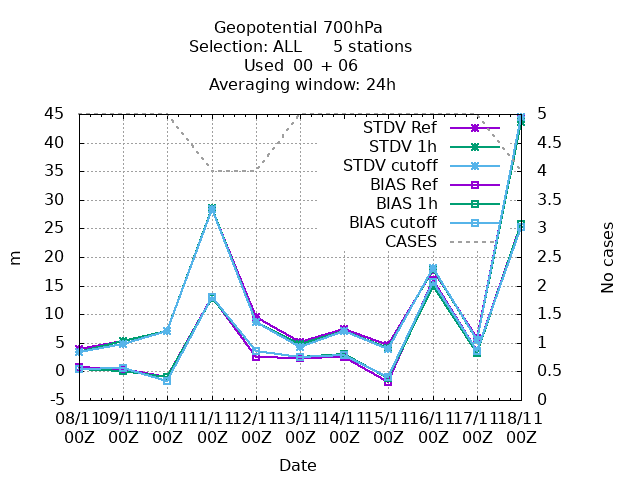 Geopotential 700hPa
Selection: ALL      5 stations
Used  00 + 06
Averaging window: 24h
45
40
35
30
25
20
15
10
5
0
-5
m
STDV Ref
STDV 1h
STDV cutoff
BIAS Ref
BIAS 1h
BIAS cutoff
CASES
5
4.5
4
3.5
3
2.5
2
1.5
1
0.5
0
No cases
08/11 09/11 10/11 11/11 12/11 13/11 14/11 15/11 16/11 17/11 18/11
00Z 00Z 00Z 00Z 00Z 00Z 00Z 00Z 00Z 00Z 00Z
Date